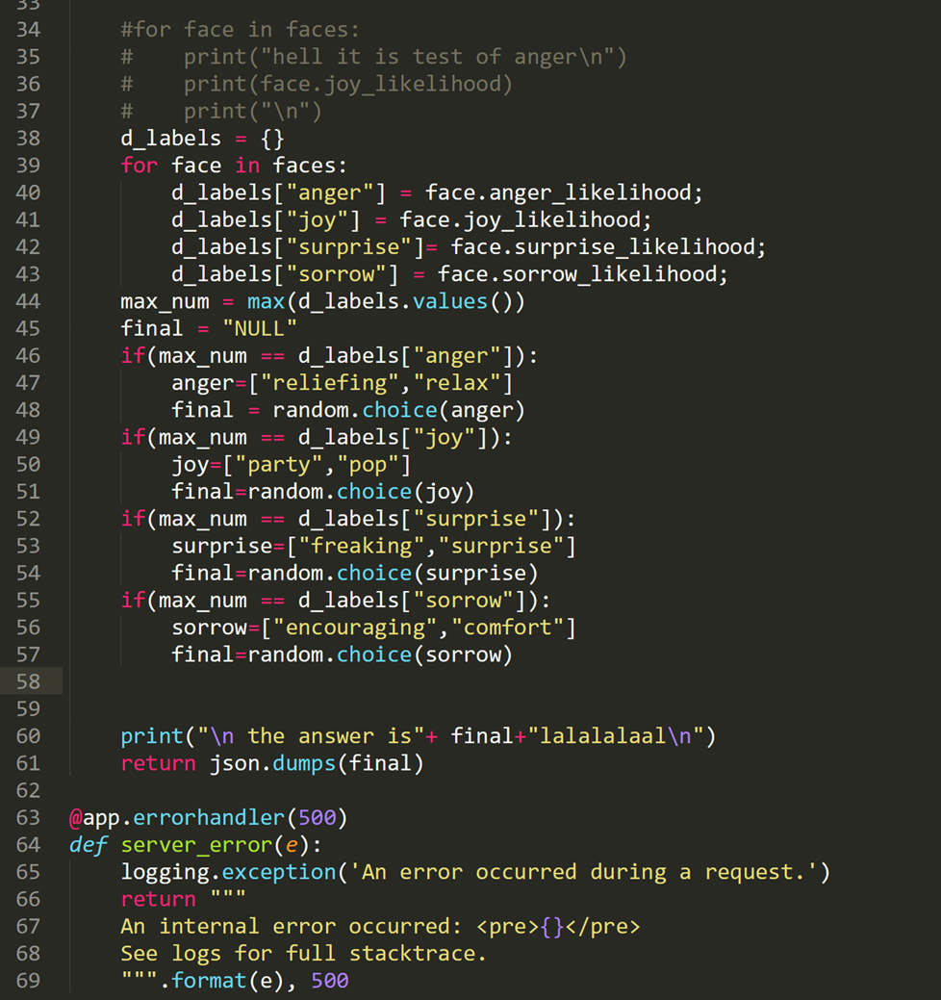 33
34 #for face in faces:
35 #    print("hell it is test of anger\n")
36 #    print(face.joy_likelihood)
37 #    print("\n")
38 d_labels = {}
39 for face in faces:
40     d_labels["anger"] = face.anger_likelihood;
41     d_labels["joy"] = face.joy_likelihood;
42     d_labels["surprise"]= face.surprise_likelihood;
43     d_labels["sorrow"] = face.sorrow_likelihood;
44 max_num = max(d_labels.values())
45 final = "NULL"
46 if(max_num == d_labels["anger"]):
47     anger=["reliefing","relax"]
48     final = random.choice(anger)
49 if(max_num == d_labels["joy"]):
50     joy=["party","pop"]
51     final=random.choice(joy)
52 if(max_num == d_labels["surprise"]):
53     surprise=["freaking","surprise"]
54     final=random.choice(surprise)
55 if(max_num == d_labels["sorrow"]):
56     sorrow=["encouraging","comfort"]
57     final=random.choice(sorrow)
58
59
60 print("\n the answer is"+ final+"lalalalaal\n")
61 return json.dumps(final)
62
63 @app.errorhandler(500)
64 def server_error(e):
65     logging.exception('An error occurred during a request.')
66     return """
67     An internal error occurred: <pre>{}</pre>
68     See logs for full stacktrace.
69     """.format(e), 500